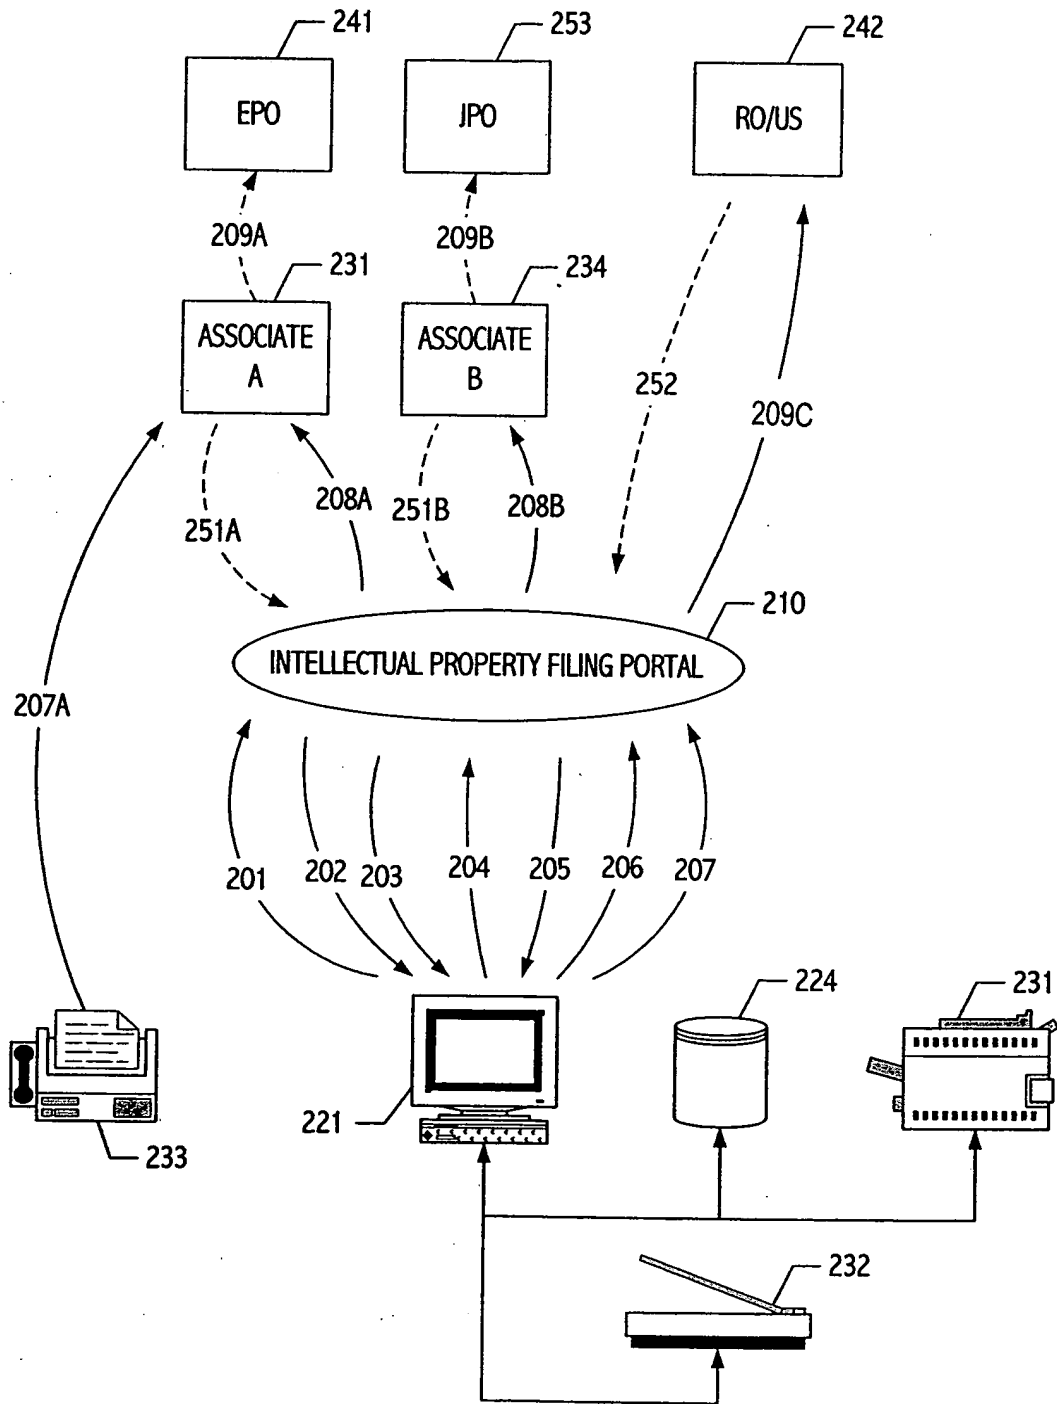 241
253
242
EPO
JPO
RO/US
209A
209B
231
234
ASSOCIATE
A
ASSOCIATE
B
252
209C
208A
208B
251A
251B
210
INTELLECTUAL PROPERTY FILING PORTAL
207A
201
202
203
204
205
206
207
224
231
221
233
232